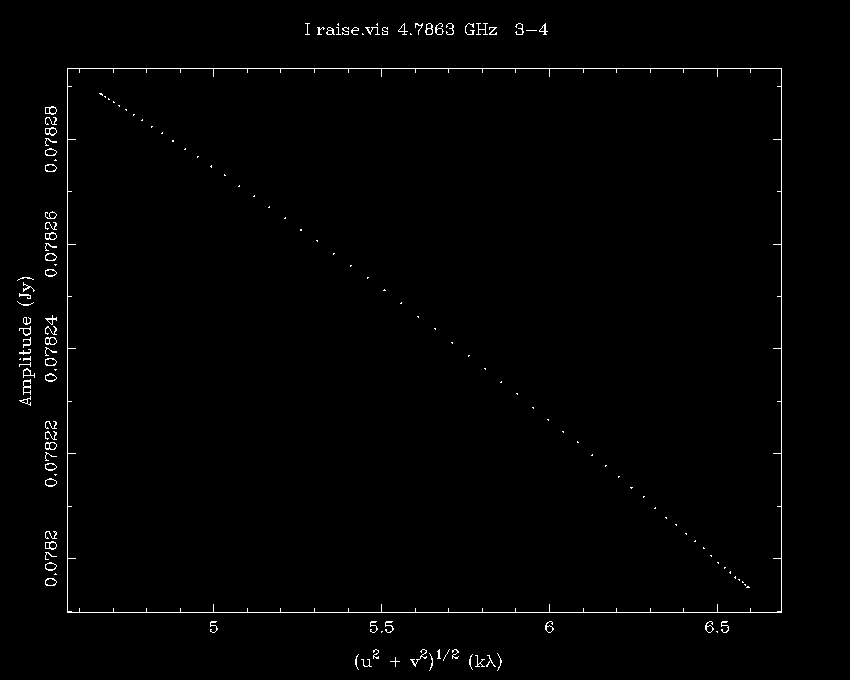 I raise.vis 4.7863 GHz 3−4
Amplitude (Jy)
0.07828
0.07826
0.07824
0.07822
0.0782
5 5.5 6 6.5
(u² + v²)¹/² (kλ)